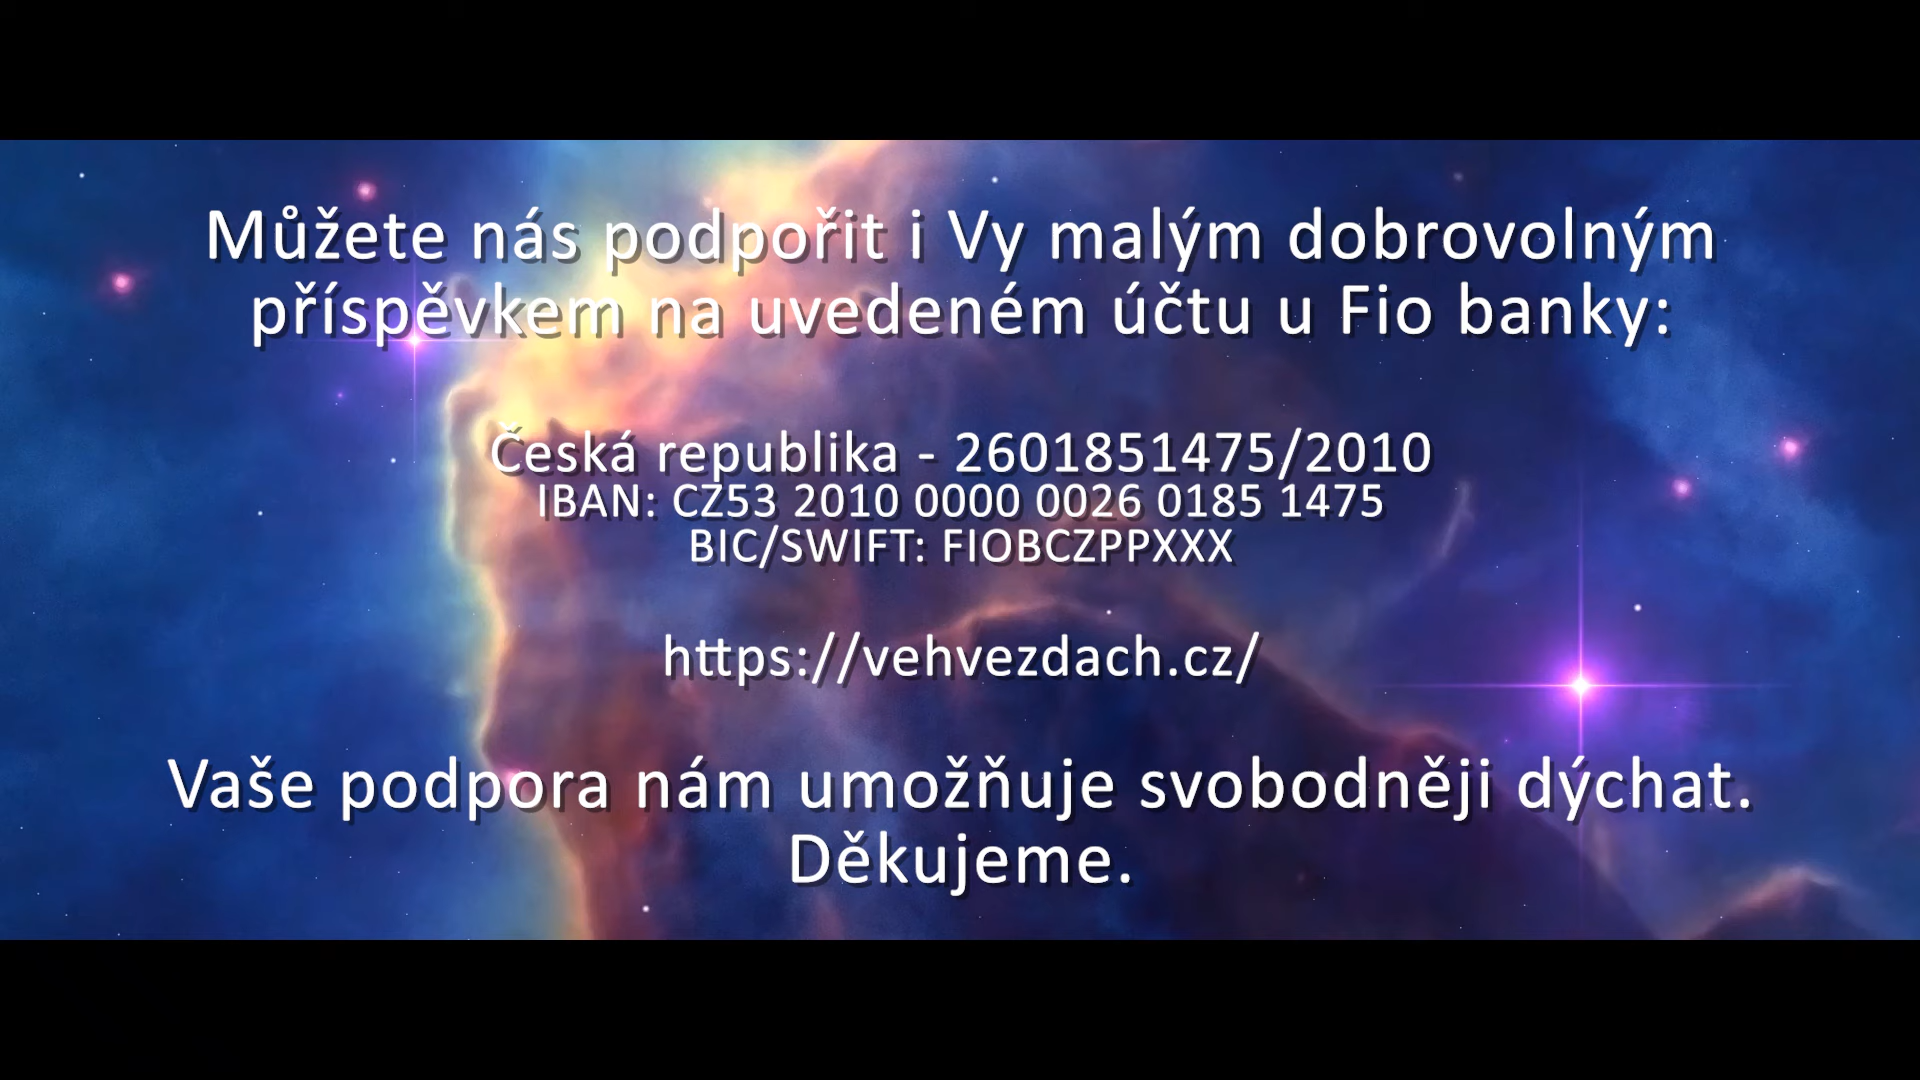 Můžete nás podpořit i Vy malým dobrovolným
příspěvkem na uvedeném účtu u Fio banky:
Česká republika - 2601851475/2010
IBAN: CZ53 2010 0000 0026 0185 1475
BIC/SWIFT: FIOBCZPPXXX
https://vehvezdach.cz/
Vaše podpora nám umožňuje svobodněji dýchat.
Děkujeme.